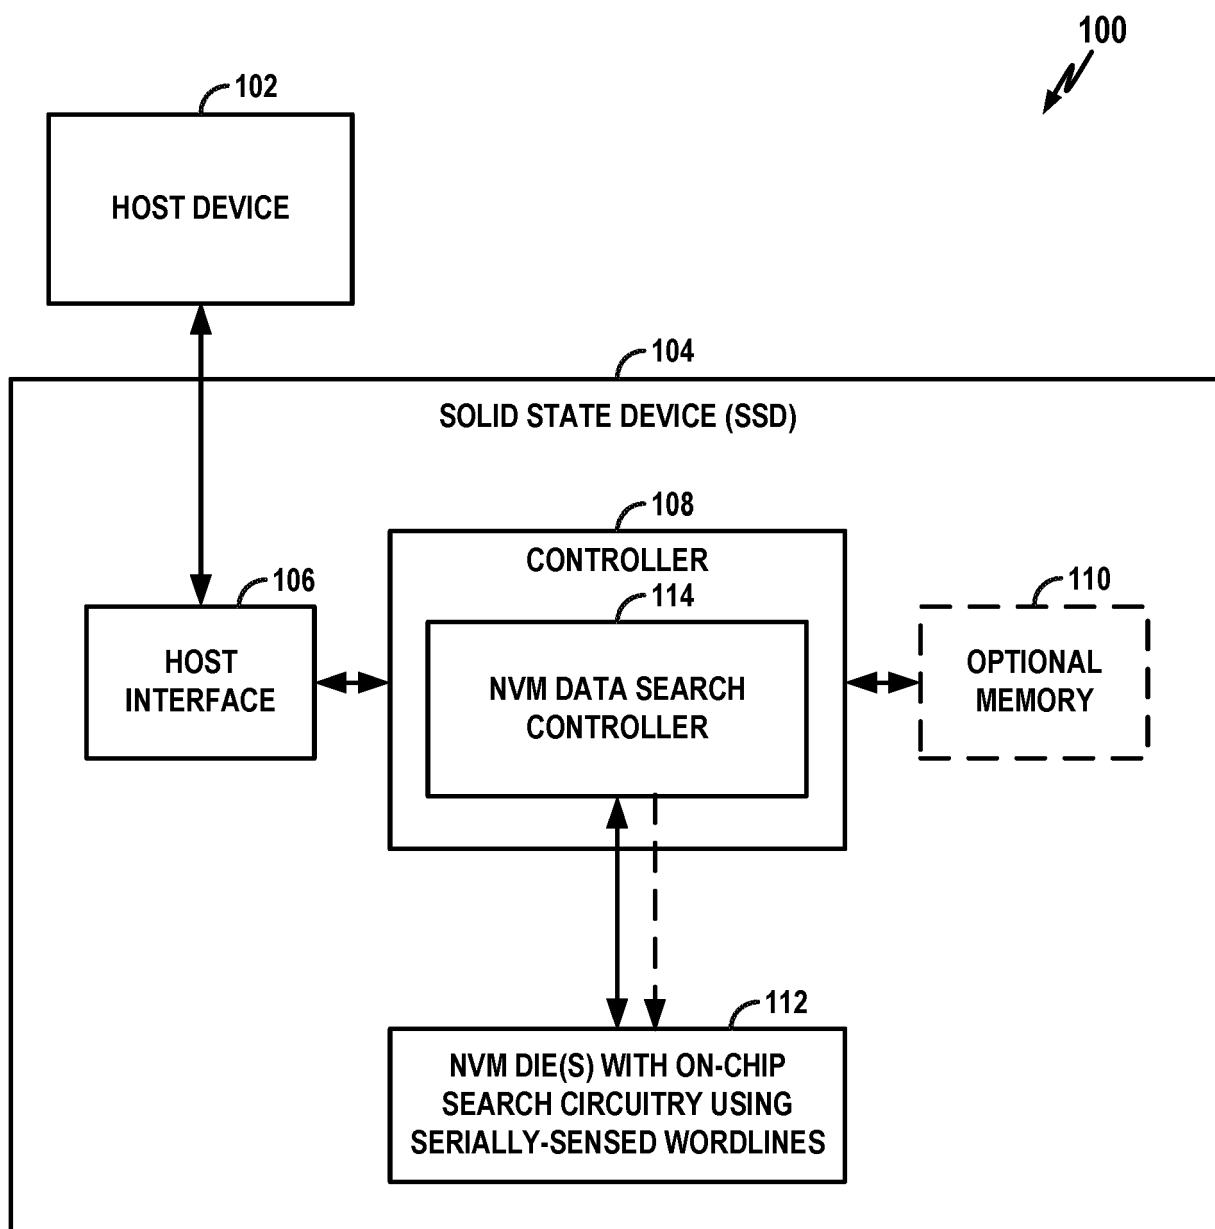 100
102
HOST DEVICE
104
SOLID STATE DEVICE (SSD)
108
CONTROLLER
106
HOST
INTERFACE
114
NVM DATA SEARCH
CONTROLLER
110
OPTIONAL
MEMORY
112
NVM DIE(S) WITH ON-CHIP
SEARCH CIRCUITRY USING
SERIALLY-SENSED WORDLINES